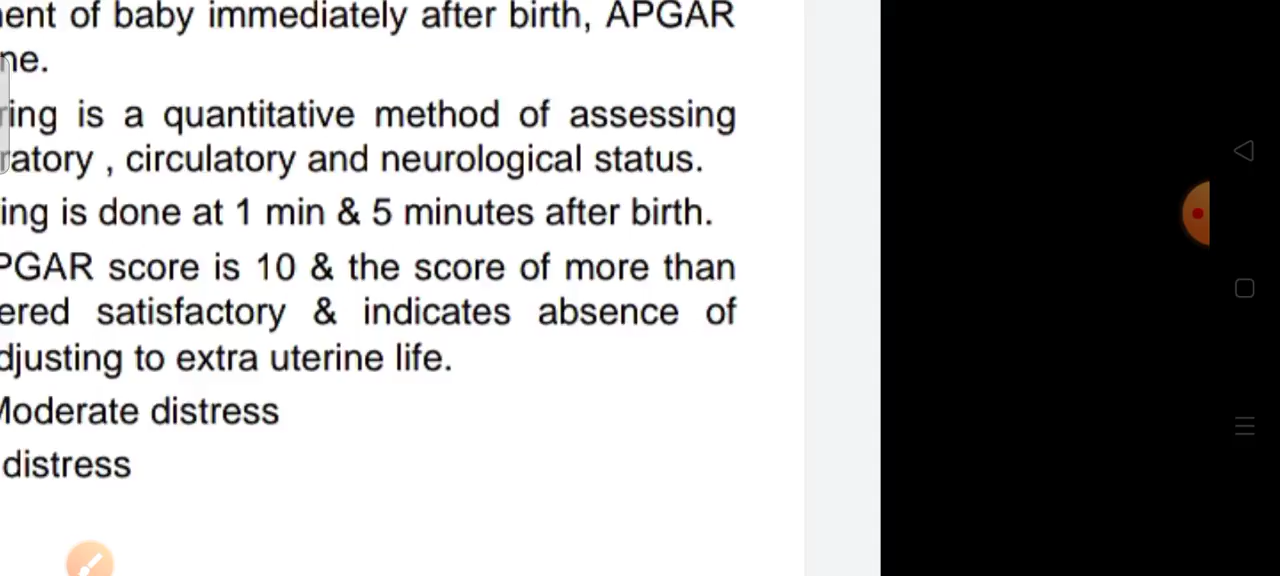 ent of baby immediately after birth, APGAR
ne.
ring is a quantitative method of assessing
ratory , circulatory and neurological status.
ing is done at 1 min & 5 minutes after birth.
PGAR score is 10 & the score of more than
ered satisfactory & indicates absence of
djusting to extra uterine life.
Moderate distress
distress